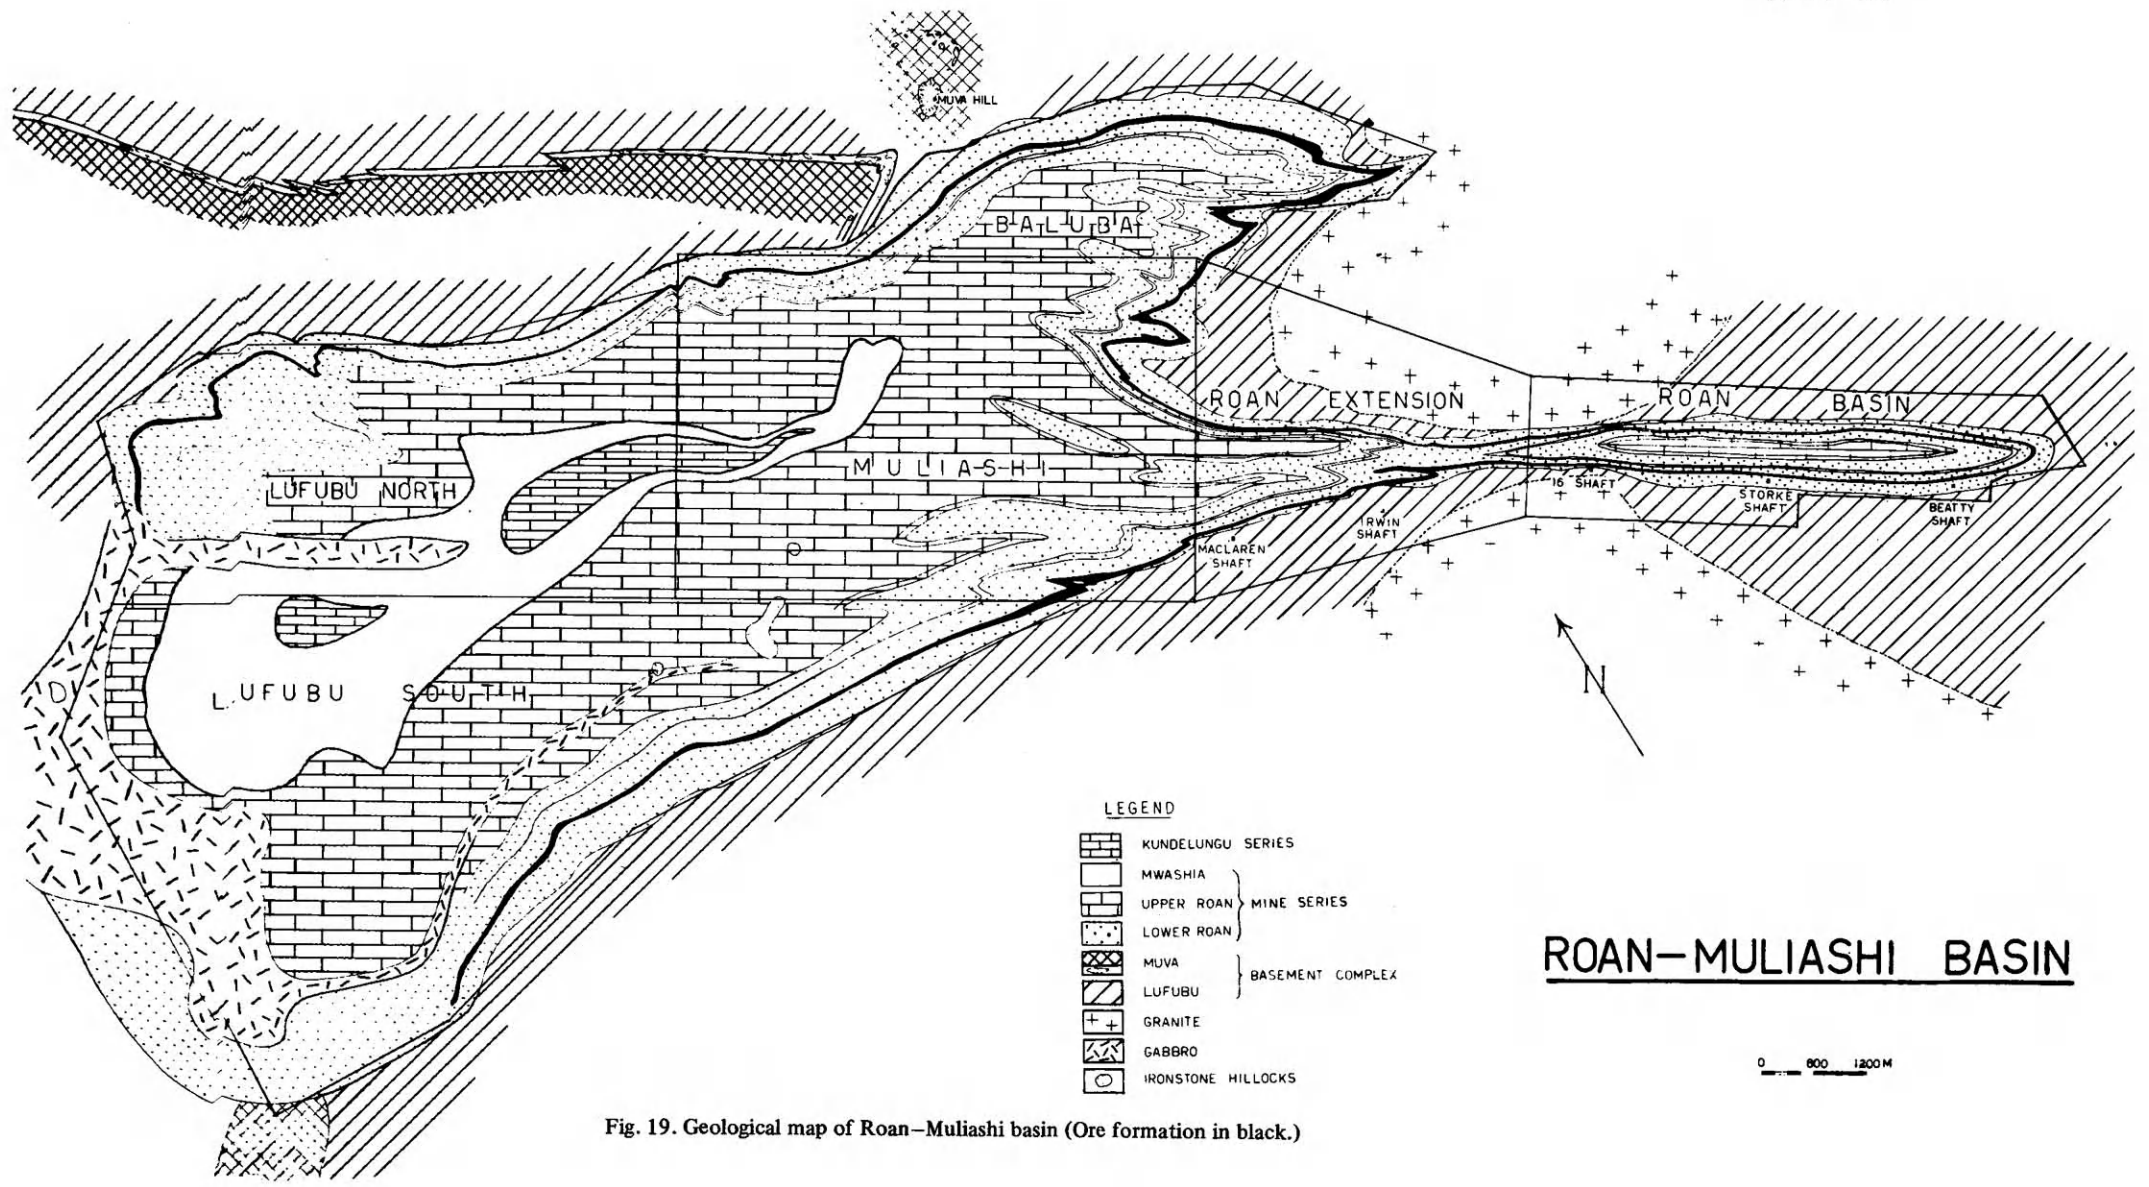 MUVA HILL
BALUBA
ROAN EXTENSION
ROAN BASIN
MULIASHI
LUFUBU NORTH
16 SHAFT
STORKE
SHAFT
BEATTY
SHAFT
IRWIN
SHAFT
MACLAREN
SHAFT
N
LUFUBU SOUTH
LEGEND
KUNDELUNGU SERIES
MWASHIA
UPPER ROAN
MINE SERIES
LOWER ROAN
MUVA
BASEMENT COMPLEX
LUFUBU
GRANITE
GABBRO
IRONSTONE HILLOCKS
ROAN-MULIASHI BASIN
0 600 1200M
Fig. 19. Geological map of Roan–Muliashi basin (Ore formation in black.)